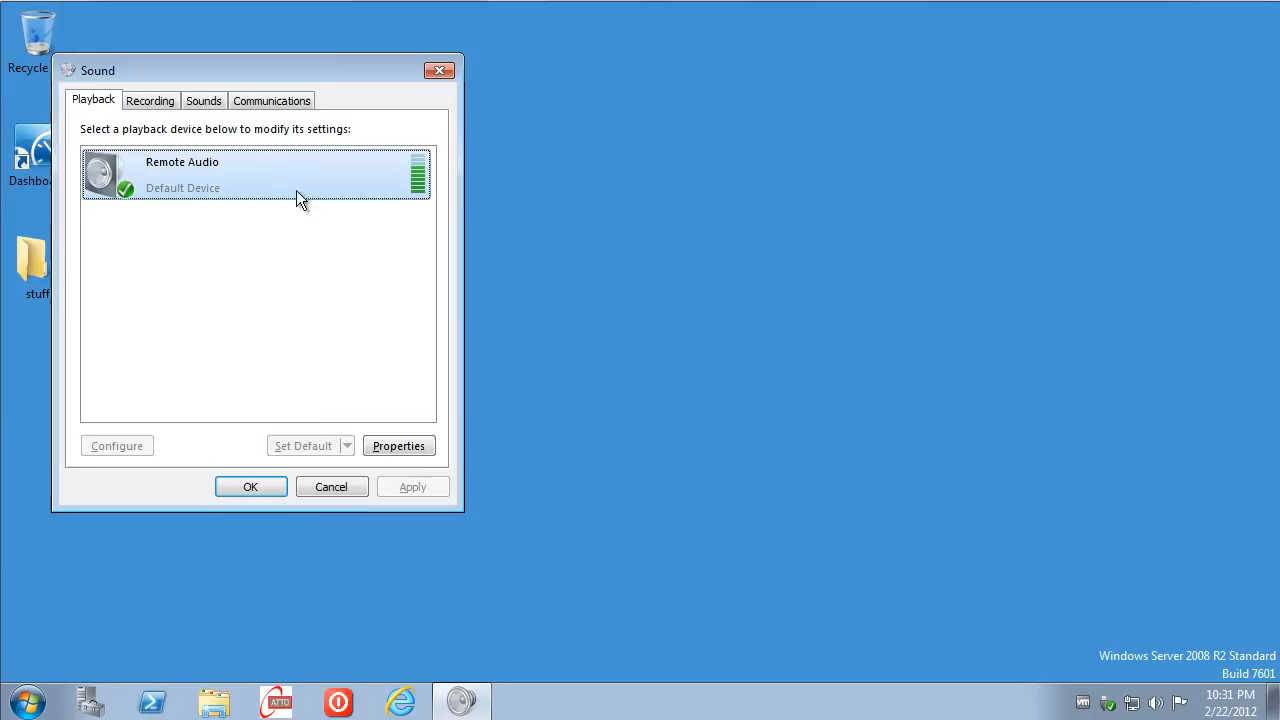 Recycle
Sound
Playback
Recording
Sounds
Communications
Select a playback device below to modify its settings:
Remote Audio
Default Device
Dashbo
stuff
Configure
Set Default
Properties
OK
Cancel
Apply
Windows Server 2008 R2 Standard
Build 7601
ATTO
Vm
10:31 PM
2/22/2012